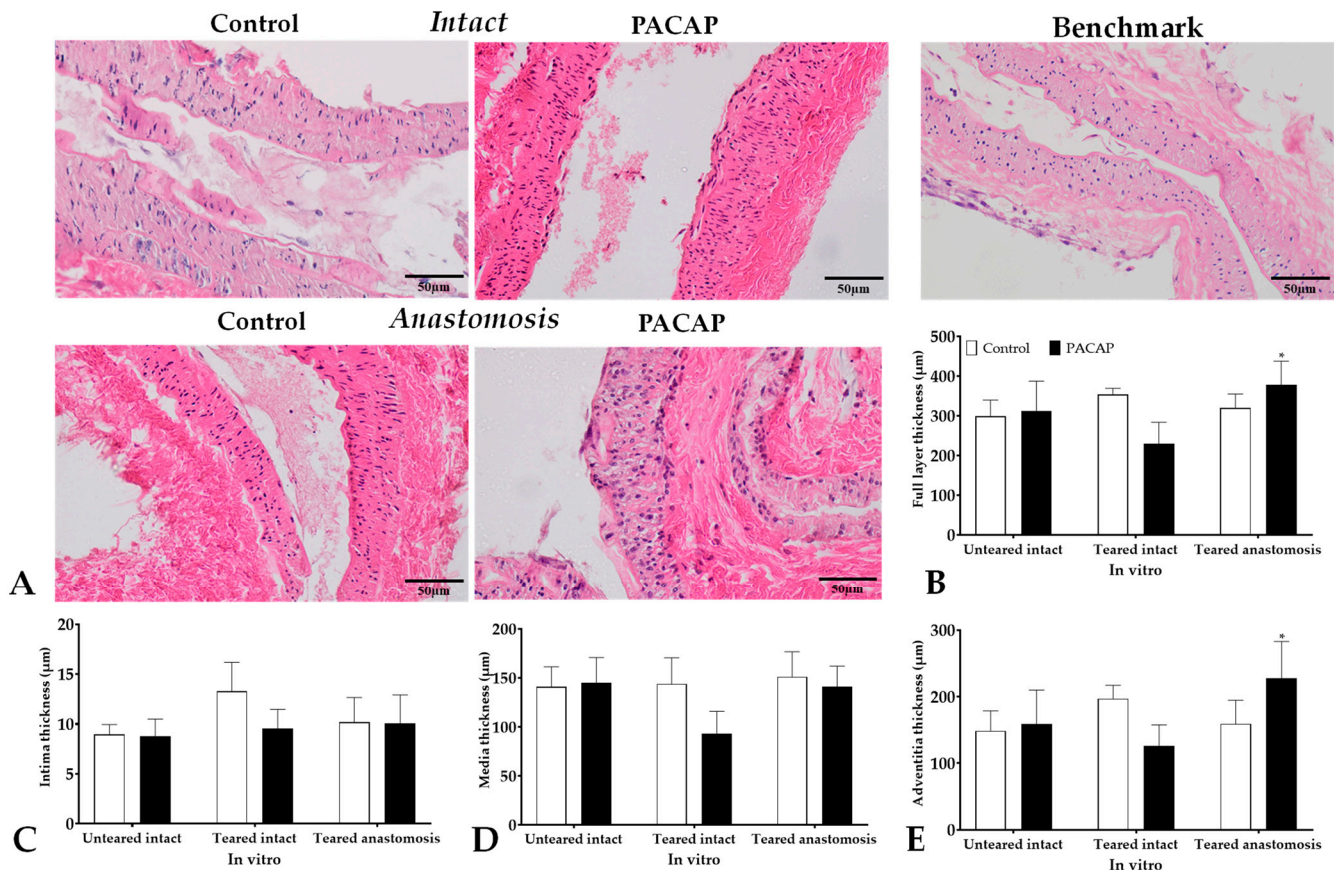 Control Intact PACAP Benchmark
50µm 50µm 50µm
Control Anastomosis PACAP
50µm 50µm
A
Full layer thickness (µm)
500
400
300
200
100
0
Control PACAP
*
Unteared intact Teared intact Teared anastomosis
In vitro
B
Intima thickness (µm)
20
15
10
5
0
Unteared intact Teared intact Teared anastomosis
In vitro
C
Media thickness (µm)
200
150
100
50
0
Unteared intact Teared intact Teared anastomosis
In vitro
D
Adventitia thickness (µm)
300
200
100
0
*
Unteared intact Teared intact Teared anastomosis
In vitro
E